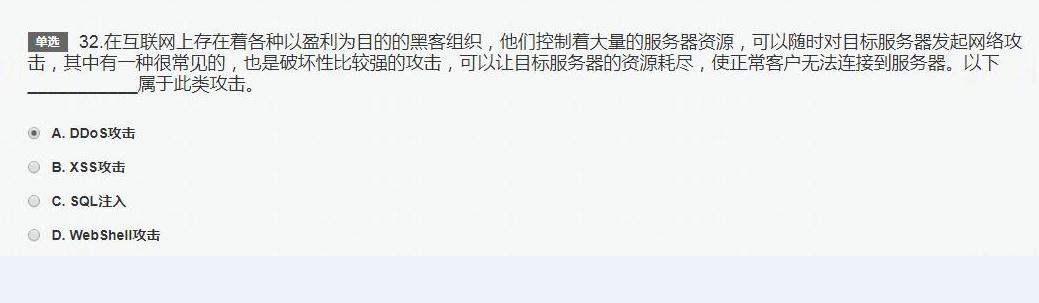 单选 32.在互联网上存在着各种以盈利为目的的黑客组织，他们控制着大量的服务器资源，可以随时对目标服务器发起网络攻
击，其中有一种很常见的，也是破坏性比较强的攻击，可以让目标服务器的资源耗尽，使正常客户无法连接到服务器。以下
____________属于此类攻击。
A. DDoS攻击
B. XSS攻击
C. SQL注入
D. WebShell攻击